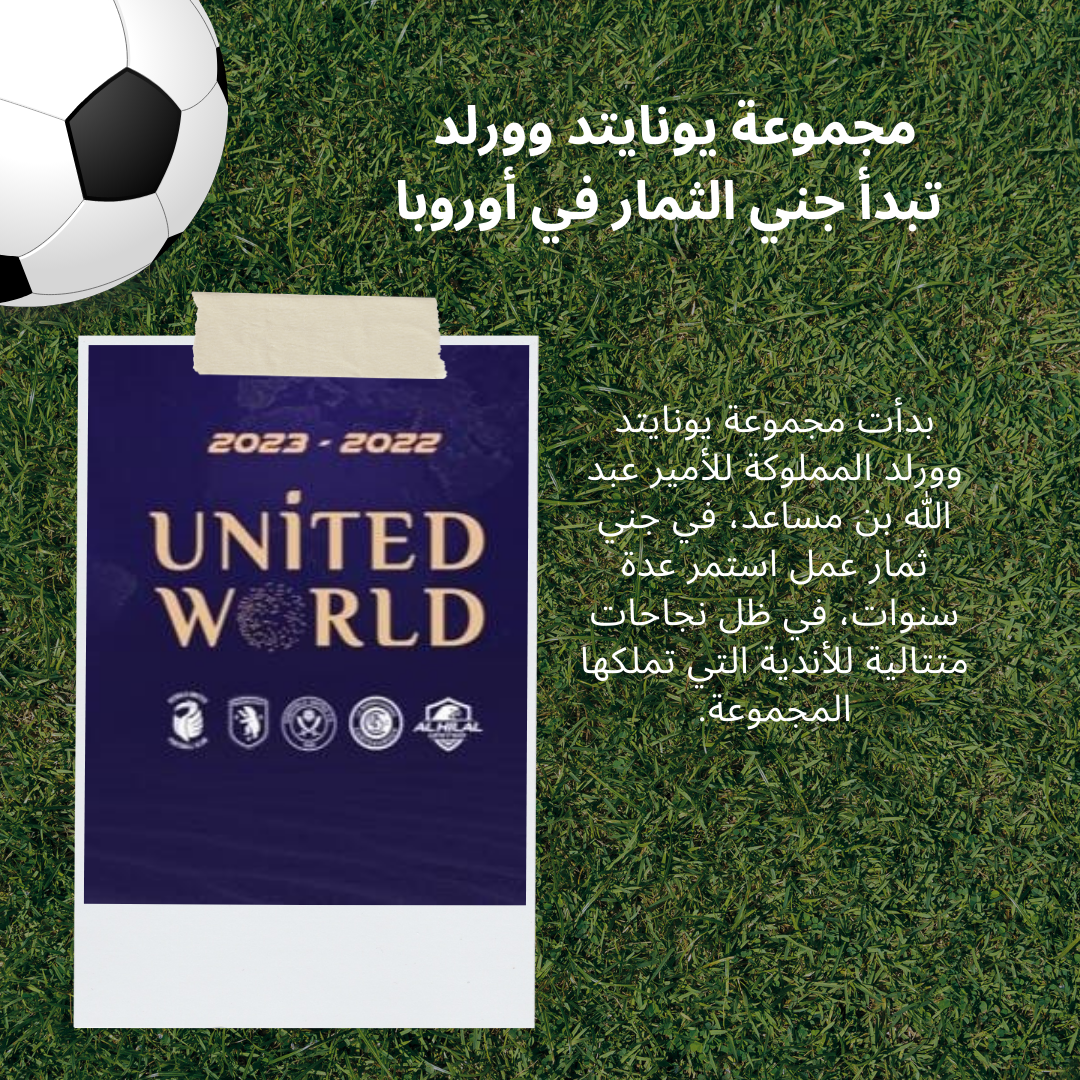 مجموعة يونايتد وورلد
تبدأ جني الثمار في أوروبا
2023 - 2022
UNiTED
WORLD
ALHILAL
بدأت مجموعة يونايتد
وورلد المملوكة للأمير عبد
الله بن مساعد، في جني
ثمار عمل استمر عدة
سنوات، في ظل نجاحات
متتالية للأندية التي تملكها
المجموعة.